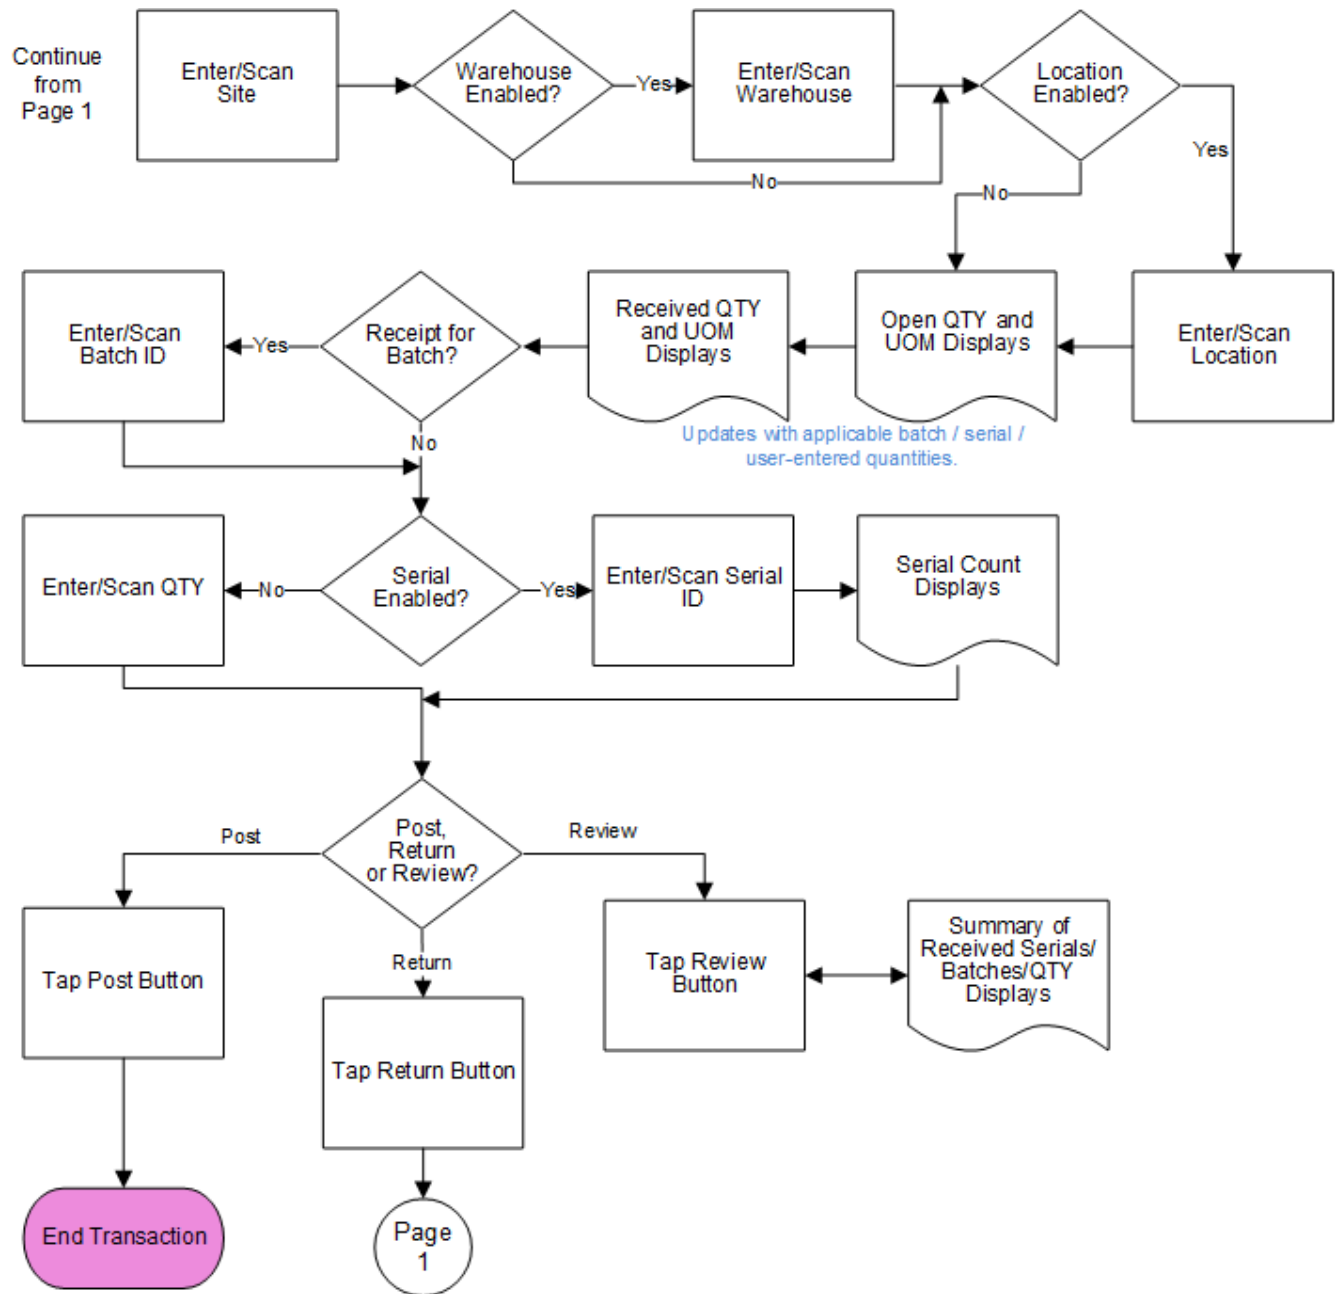 Continue
from
Page 1
Enter/Scan
Site
Warehouse
Enabled?
Yes
Enter/Scan
Warehouse
Location
Enabled?
Yes
No
No
Enter/Scan
Batch ID
Yes
Receipt for
Batch?
Received QTY
and UOM
Displays
Open QTY and
UOM Displays
Enter/Scan
Location
Updates with applicable batch / serial /
user-entered quantities.
No
Enter/Scan QTY
No
Serial
Enabled?
Yes
Enter/Scan Serial
ID
Serial Count
Displays
Post
Post,
Return
or Review?
Review
Tap Post Button
Return
Tap Review
Button
Summary of
Received Serials/
Batches/QTY
Displays
Tap Return Button
End Transaction
Page
1